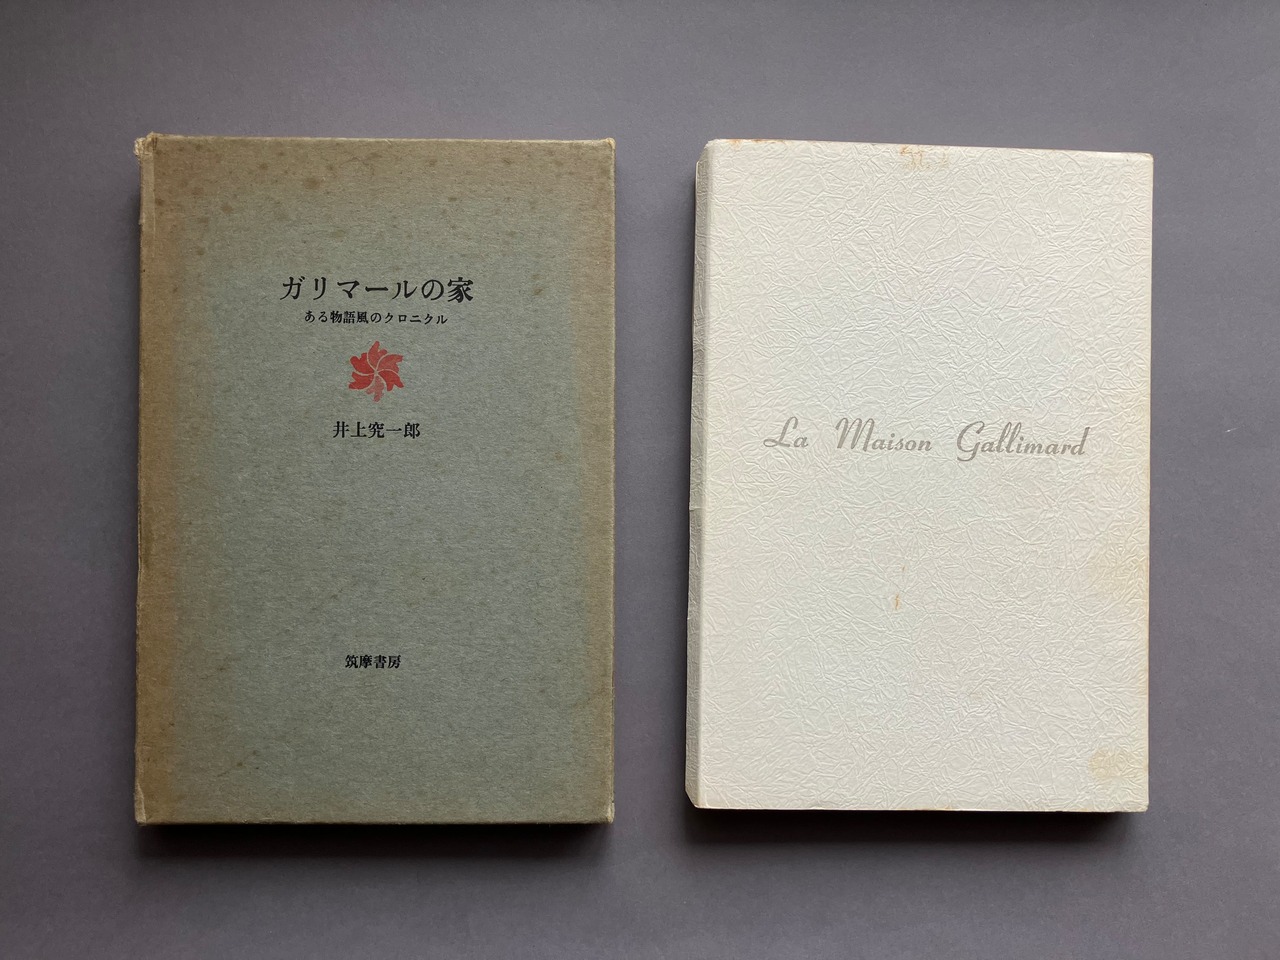 ガリマールの家
ある物語風のクロニクル
井上究一郎
筑摩書房
La Maison Gallimard